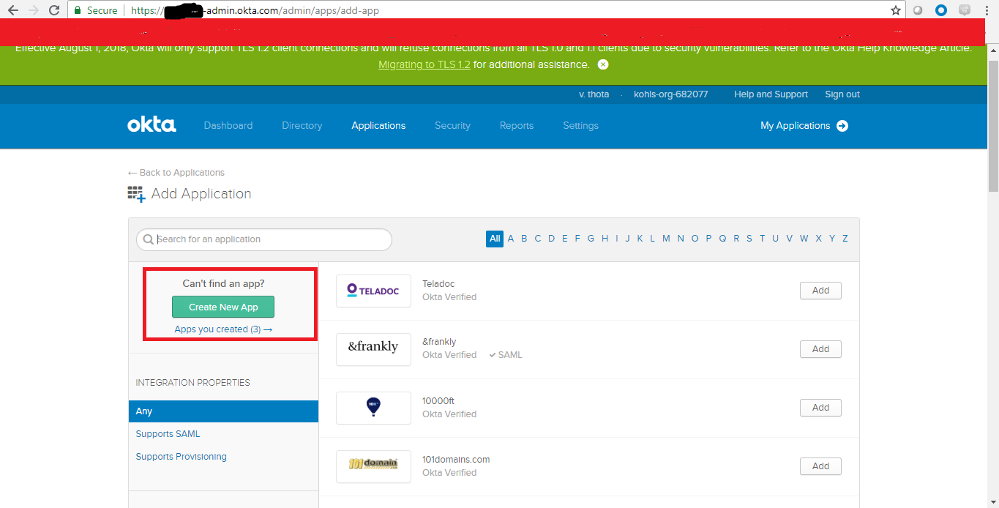 Secure https:// -admin.okta.com/admin/apps/add-app
Effective August 1, 2018, Okta will only support TLS 1.2 client connections and will refuse connections from all TLS 1.0 and 1.1 clients due to security vulnerabilities. Refer to the Okta Help Knowledge Article.
Migrating to TLS 1.2 for additional assistance.
v. thota · kohls-org-682077 Help and Support Sign out
okta Dashboard Directory Applications Security Reports Settings My Applications
← Back to Applications
Add Application
Search for an application
All A B C D E F G H I J K L M N O P Q R S T U V W X Y Z
Can't find an app?
Create New App
Apps you created (3) →
INTEGRATION PROPERTIES
Any
Supports SAML
Supports Provisioning
TELADOC
Teladoc
Okta Verified
Add
&frankly
&frankly
Okta Verified ✓ SAML
Add
10000ft
Okta Verified
Add
101domain
101domains.com
Okta Verified
Add